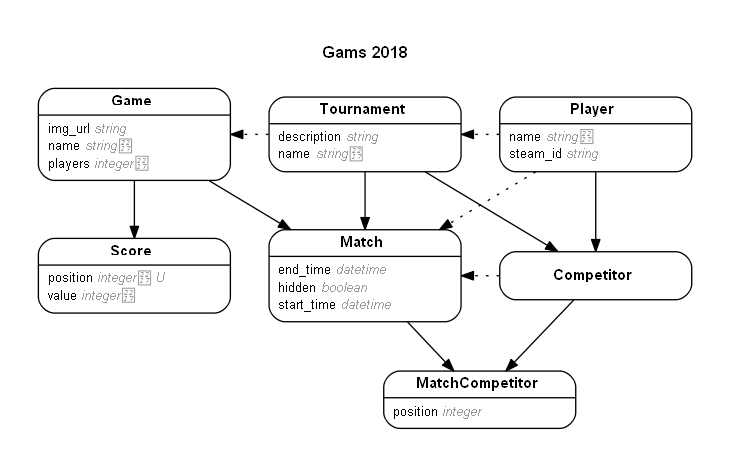 Gams 2018
Game
img_url string
name string
players integer
Tournament
description string
name string
Player
name string
steam_id string
Score
position integer U
value integer
Match
end_time datetime
hidden boolean
start_time datetime
Competitor
MatchCompetitor
position integer